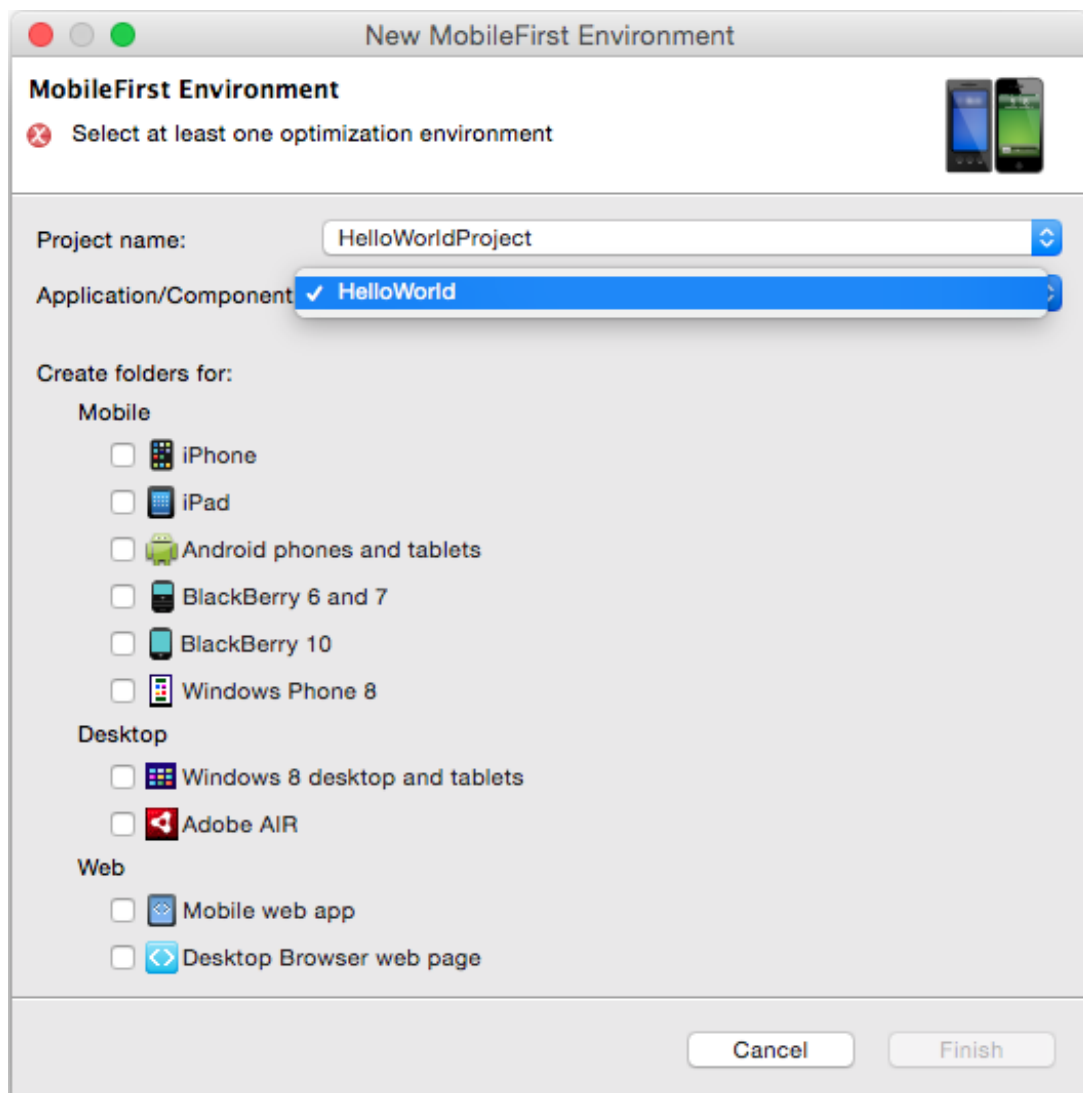 New MobileFirst Environment
MobileFirst Environment
Select at least one optimization environment
Project name: HelloWorldProject
Application/Component ✓ HelloWorld
Create folders for:
Mobile
iPhone
iPad
Android phones and tablets
BlackBerry 6 and 7
BlackBerry 10
Windows Phone 8
Desktop
Windows 8 desktop and tablets
Adobe AIR
Web
Mobile web app
Desktop Browser web page
Cancel Finish